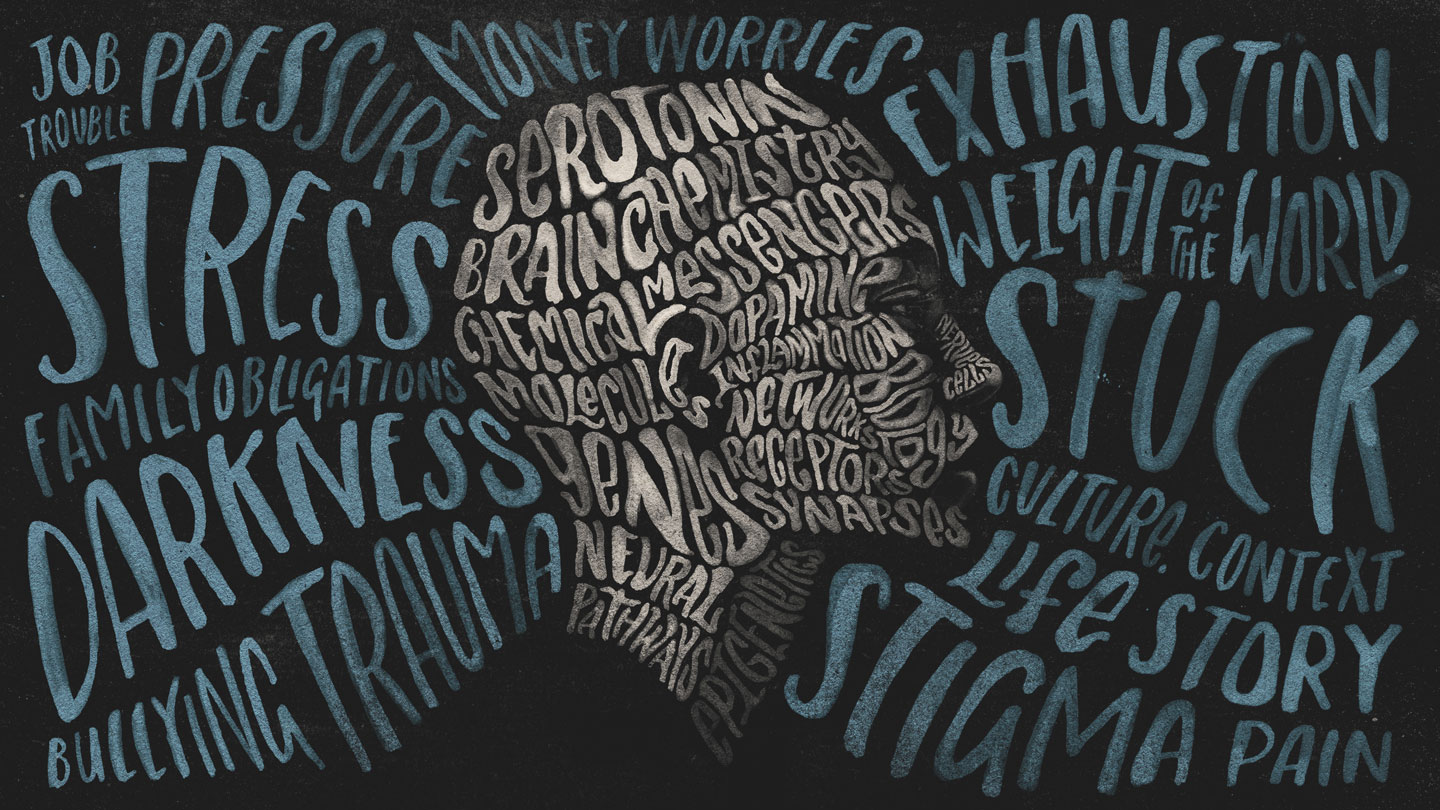 JOB
TROUBLE
PRESSURE
MONEY WORRIES
STRESS
FAMILY OBLIGATIONS
DARKNESS
BULLYING
TRAUMA
SEROTONIN
BRAIN CHEMISTRY
CHEMICAL MESSENGERS
MOLECULES
DOPAMINE
INFLAMMATION
NETWORKS
BIOLOGY
NERVOUS
CELLS
GENES
RECEPTORS
SYNAPSES
NEURAL
PATHWAYS
EPIGENETICS
EXHAUSTION
WEIGHT OF THE WORLD
STUCK
CULTURE. CONTEXT
LIFE STORY
STIGMA
PAIN